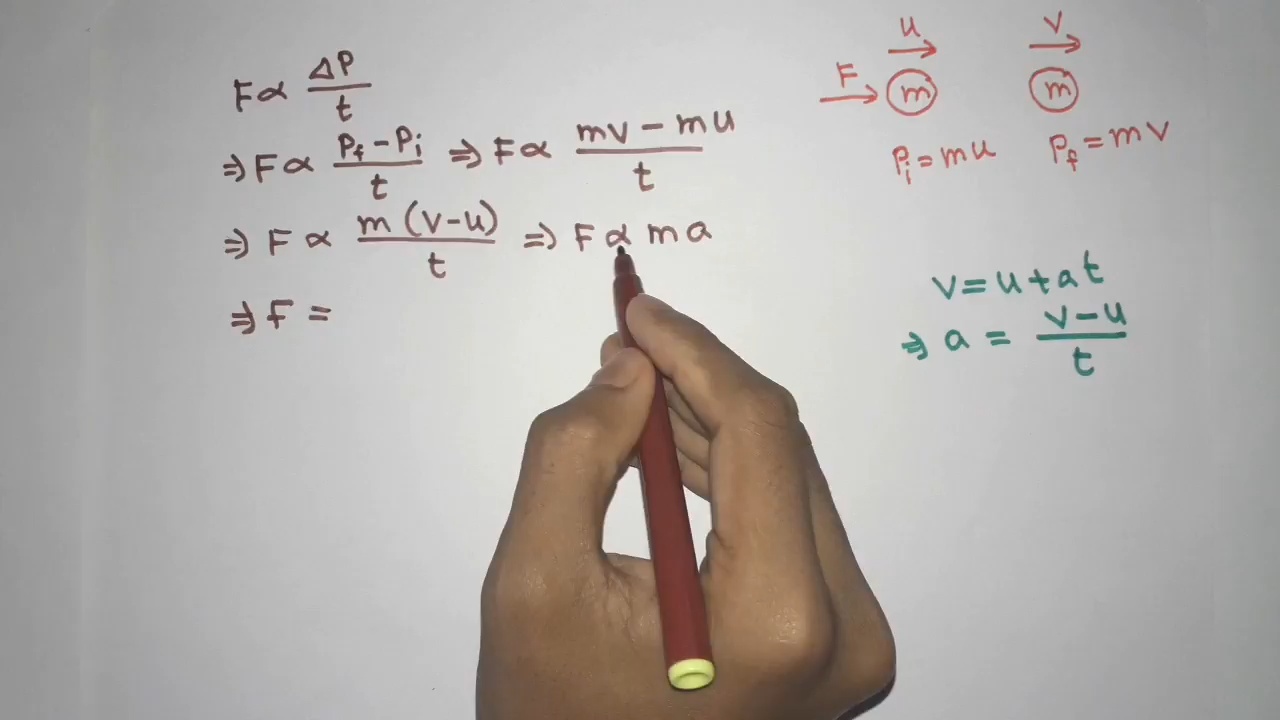 F ∝ ΔP/t
⇒ F ∝ (Pf − Pi)/t ⇒ F ∝ (mv − mu)/t
⇒ F ∝ m(v−u)/t ⇒ F ∝ ma
⇒ F =
u v
F m m
Pi = mu Pf = mv
v = u + at
⇒ a = (v − u)/t